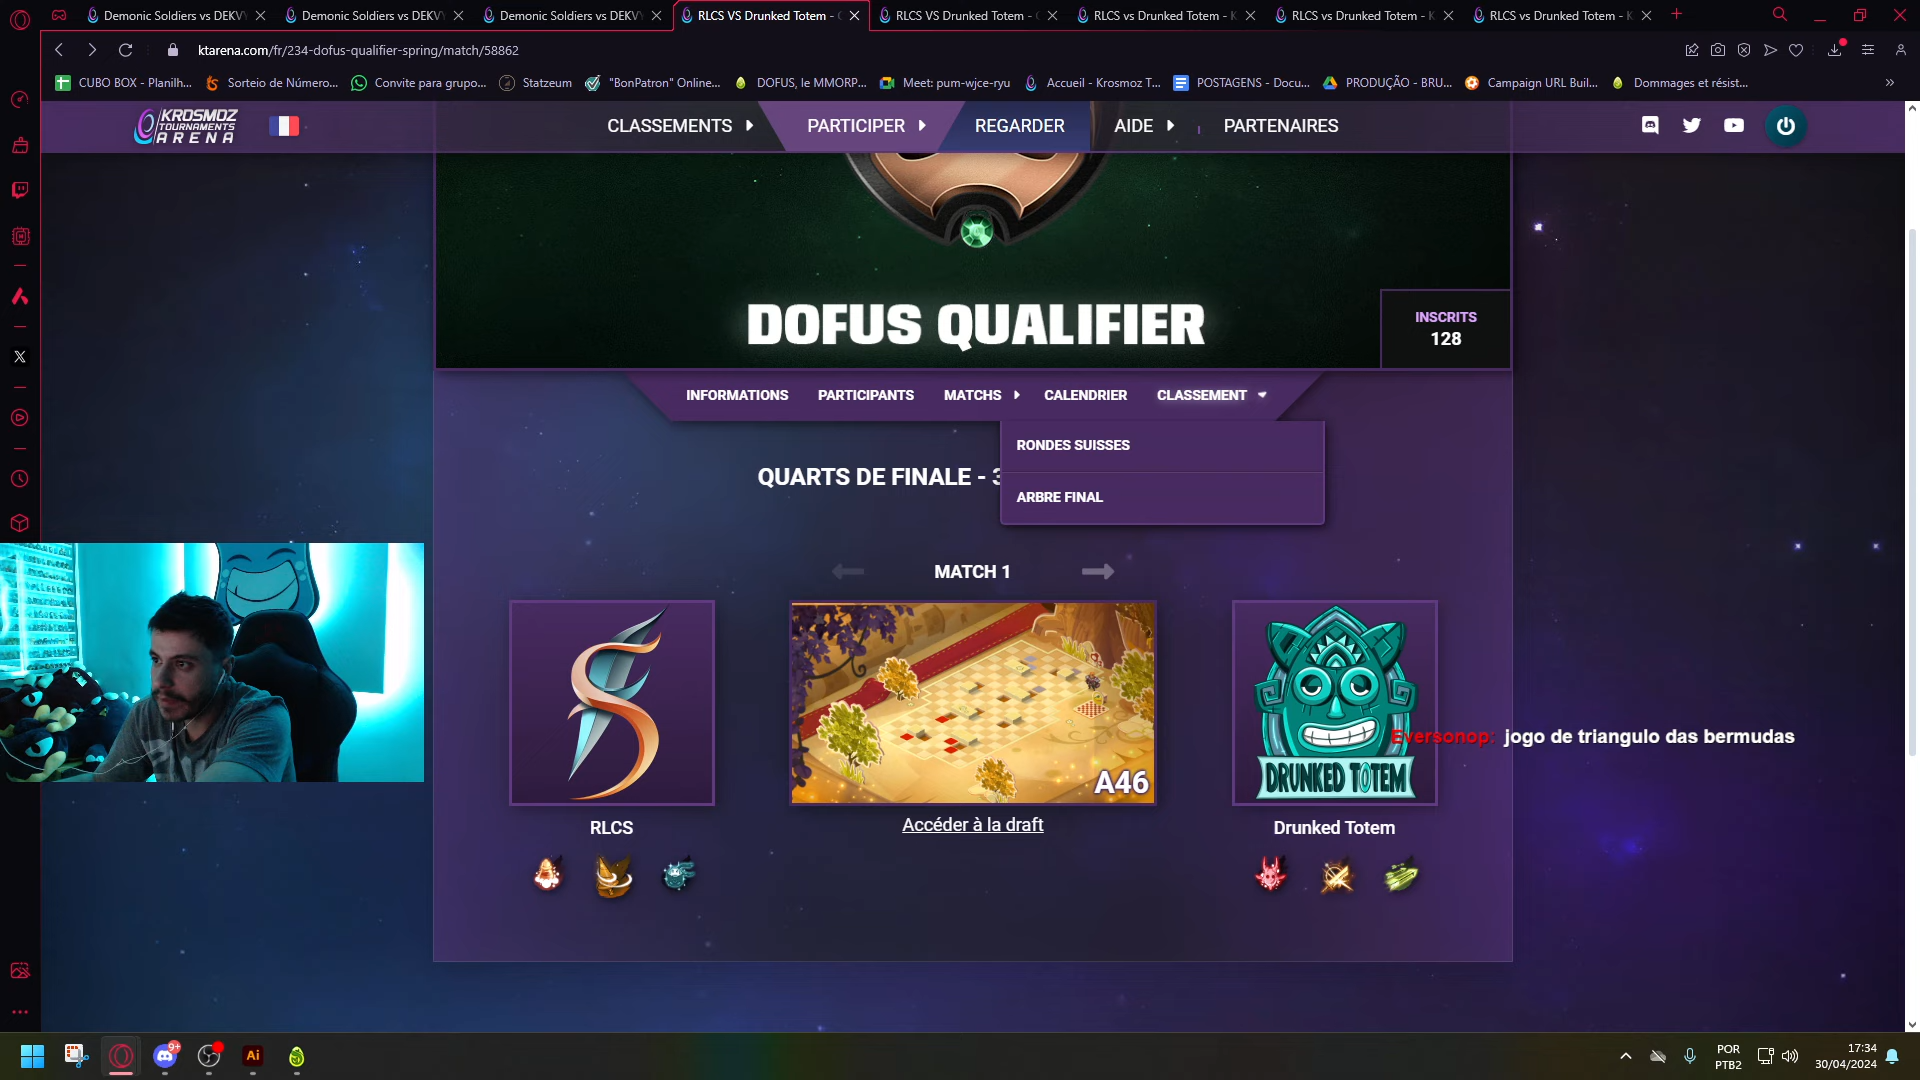 Demonic Soldiers vs DEKV
Demonic Soldiers vs DEKV
Demonic Soldiers vs DEKV
RLCS VS Drunked Totem -
RLCS VS Drunked Totem -
RLCS vs Drunked Totem - K
RLCS vs Drunked Totem - K
RLCS vs Drunked Totem - K
ktarena.com/fr/234-dofus-qualifier-spring/match/58862
CUBO BOX - Planilh...
Sorteio de Número...
Convite para grupo...
Statzeum
"BonPatron" Online...
DOFUS, le MMORP...
Meet: pum-wjce-ryu
Accueil - Krosmoz T...
POSTAGENS - Docu...
PRODUÇÃO - BRU...
Campaign URL Buil...
Dommages et résist...
KROSMOZ
TOURNAMENTS
ARENA
CLASSEMENTS
PARTICIPER
REGARDER
AIDE
PARTENAIRES
DOFUS QUALIFIER
INSCRITS
128
INFORMATIONS
PARTICIPANTS
MATCHS
CALENDRIER
CLASSEMENT
RONDES SUISSES
ARBRE FINAL
QUARTS DE FINALE - 3
MATCH 1
A46
DRUNKED TOTEM
Eversonop: jogo de triangulo das bermudas
RLCS
Accéder à la draft
Drunked Totem
9+
Ai
POR
PTB2
17:34
30/04/2024